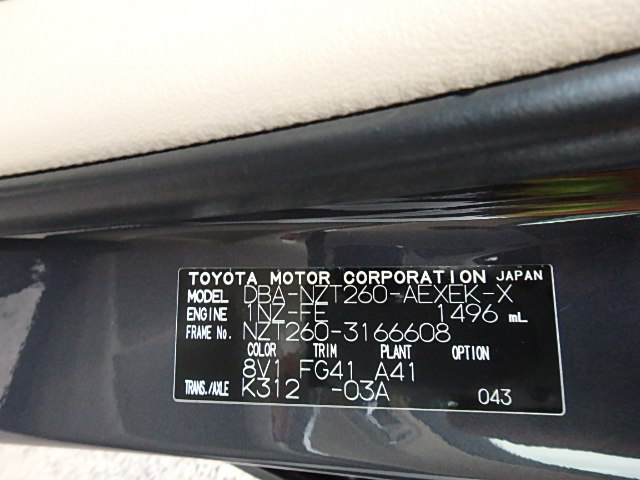 TOYOTA MOTOR CORPORATION JAPAN
MODEL DBA-NZT260-AEXEK-X
ENGINE 1NZ-FE 1496 mL
FRAME No. NZT260-3166608
COLOR TRIM PLANT OPTION
8V1 FG41 A41
TRANS./AXLE K312 -03A 043